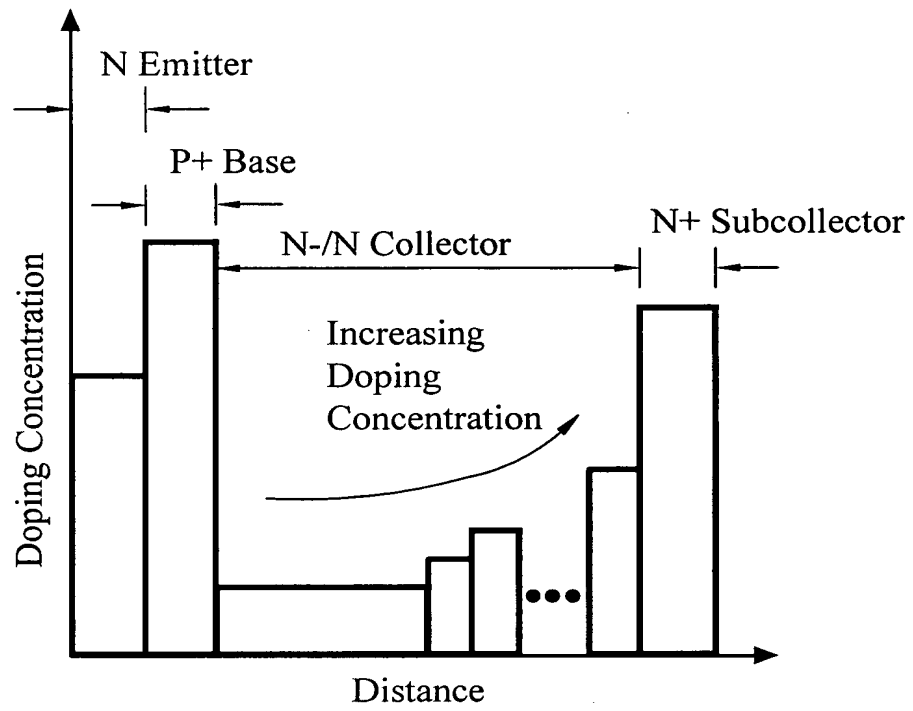 N Emitter
P+ Base
N-/N Collector
N+ Subcollector
Increasing
Doping
Concentration
Doping Concentration
Distance